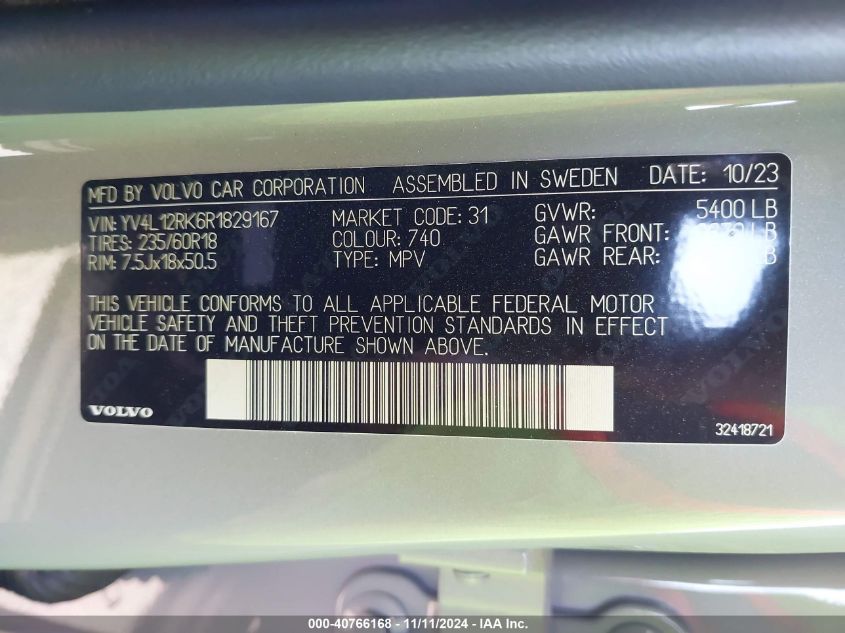 MFD BY VOLVO CAR CORPORATION ASSEMBLED IN SWEDEN DATE: 10/23
VIN: YV4L12RK6R1829167 MARKET CODE: 31 GVWR: 5400 LB
TIRES: 235/60R18 COLOUR: 740 GAWR FRONT: LB
RIM: 7.5Jx18x50.5 TYPE: MPV GAWR REAR: LB
THIS VEHICLE CONFORMS TO ALL APPLICABLE FEDERAL MOTOR
VEHICLE SAFETY AND THEFT PREVENTION STANDARDS IN EFFECT
ON THE DATE OF MANUFACTURE SHOWN ABOVE.
VOLVO
32418721
000-40766168 - 11/11/2024 - IAA Inc.